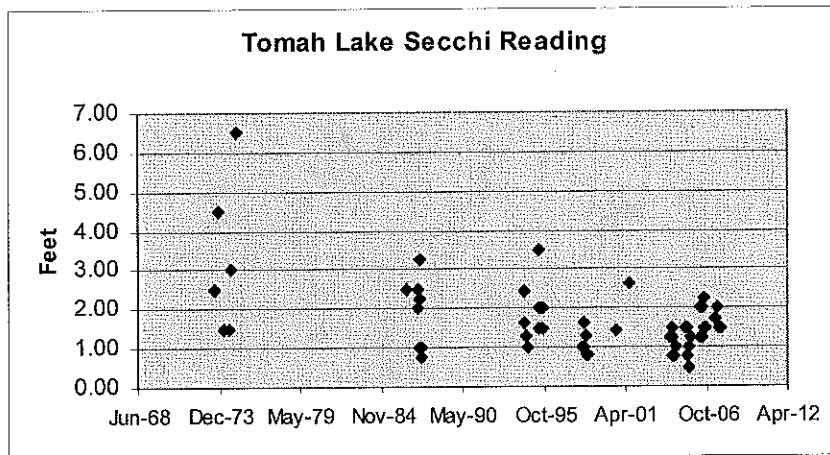 Tomah Lake Secchi Reading
7.00
6.00
5.00
4.00
3.00
2.00
1.00
0.00
Feet
Jun-68 Dec-73 May-79 Nov-84 May-90 Oct-95 Apr-01 Oct-06 Apr-12